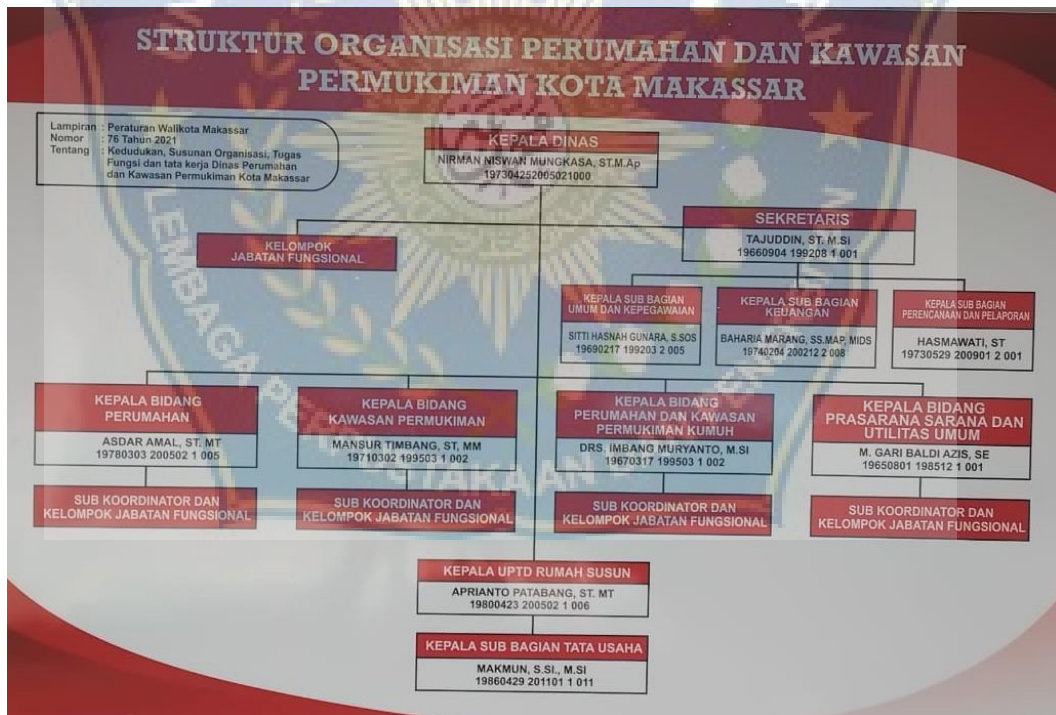 STRUKTUR ORGANISASI PERUMAHAN DAN KAWASAN
PERMUKIMAN KOTA MAKASSAR
Lampiran : Peraturan Walikota Makassar
Nomor : 76 Tahun 2021
Tentang : Kedudukan, Susunan Organisasi, Tugas
Fungsi dan tata kerja Dinas Perumahan
dan Kawasan Permukiman Kota Makassar
KEPALA DINAS
NIRMAN NISWAN MUNGKASA, ST.M.Ap
197304252005021000
SEKRETARIS
TAJUDDIN, ST. M.Si
19660904 199208 1 001
KELOMPOK
JABATAN FUNGSIONAL
KEPALA SUB BAGIAN
UMUM DAN KEPEGAWAIAN
SITTI HASNAH GUNARA, S.SOS
19690217 199203 2 005
KEPALA SUB BAGIAN
KEUANGAN
BAHARIA MARANG, SS.MAP, MIDS
19740204 200212 2 008
KEPALA SUB BAGIAN
PERENCANAAN DAN PELAPORAN
HASMAWATI, ST
19730529 200901 2 001
KEPALA BIDANG
PERUMAHAN
ASDAR AMAL, ST. MT
19780303 200502 1 005
SUB KOORDINATOR DAN
KELOMPOK JABATAN FUNGSIONAL
KEPALA BIDANG
KAWASAN PERMUKIMAN
MANSUR TIMBANG, ST, MM
19710302 199503 1 002
SUB KOORDINATOR DAN
KELOMPOK JABATAN FUNGSIONAL
KEPALA BIDANG
PERUMAHAN DAN KAWASAN
PERMUKIMAN KUMUH
DRS. IMBANG MURYANTO, M.SI
19670317 199503 1 002
SUB KOORDINATOR DAN
KELOMPOK JABATAN FUNGSIONAL
KEPALA BIDANG
PRASARANA SARANA DAN
UTILITAS UMUM
M. GARI BALDI AZIS, SE
19650801 198512 1 001
SUB KOORDINATOR DAN
KELOMPOK JABATAN FUNGSIONAL
KEPALA UPTD RUMAH SUSUN
APRIANTO PATABANG, ST. MT
19800423 200502 1 006
KEPALA SUB BAGIAN TATA USAHA
MAKMUN, S.SI., M.SI
19860429 201101 1 011
LEMBAGA